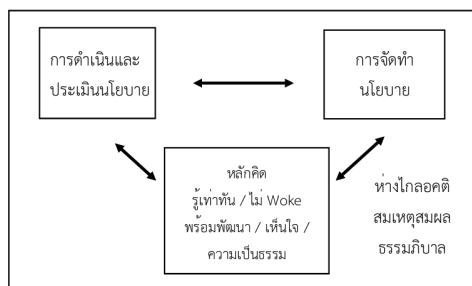 การดำเนินและ
ประเมินนโยบาย
การจัดทำ
นโยบาย
หลักคิด
รู้เท่าทัน / ไม่ Woke
พร้อมพัฒนา / เห็นใจ /
ความเป็นธรรม
ห่างไกลอคติ
สมเหตุสมผล
ธรรมภิบาล